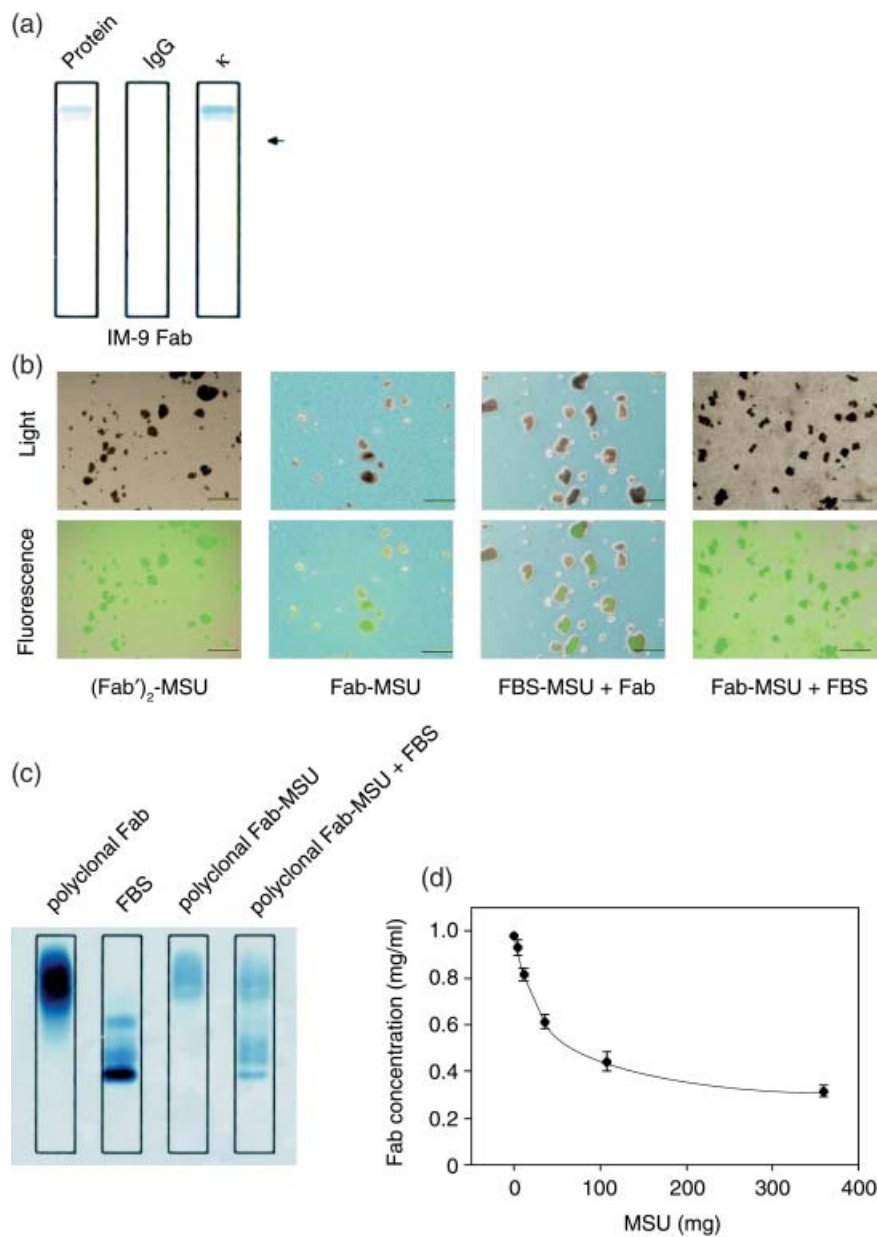 (a)
Protein
IgG
κ
IM-9 Fab
(b)
Light
Fluorescence
(Fab′)₂-MSU
Fab-MSU
FBS-MSU + Fab
Fab-MSU + FBS
(c)
polyclonal Fab
FBS
polyclonal Fab-MSU
polyclonal Fab-MSU + FBS
(d)
Fab concentration (mg/ml)
1.0
0.8
0.6
0.4
0.2
0
0 100 200 300 400
MSU (mg)